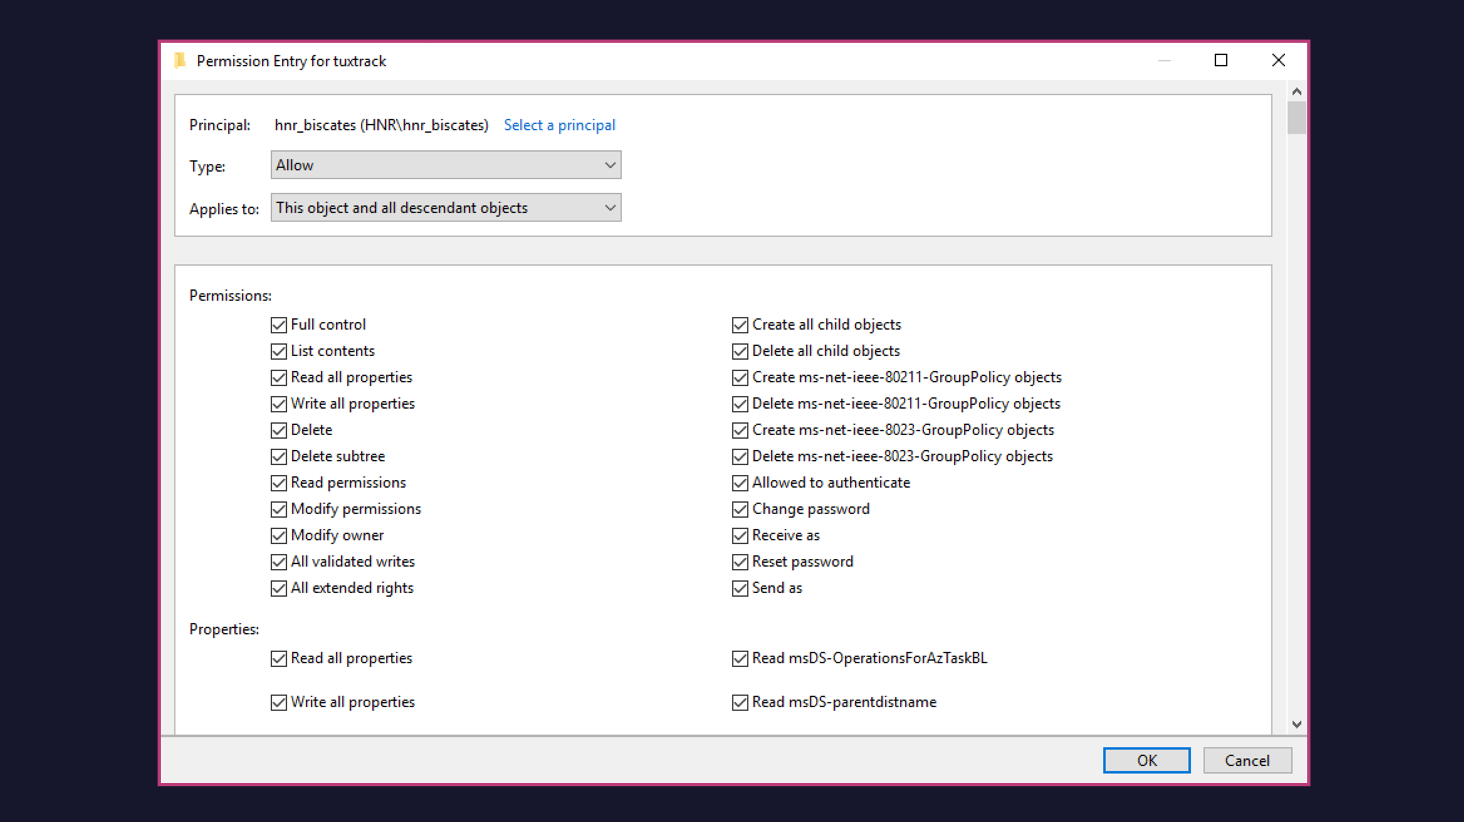 Permission Entry for tuxtrack
Principal: hnr_biscates (HNR\hnr_biscates) Select a principal
Type: Allow
Applies to: This object and all descendant objects
Permissions:
Full control
List contents
Read all properties
Write all properties
Delete
Delete subtree
Read permissions
Modify permissions
Modify owner
All validated writes
All extended rights
Create all child objects
Delete all child objects
Create ms-net-ieee-80211-GroupPolicy objects
Delete ms-net-ieee-80211-GroupPolicy objects
Create ms-net-ieee-8023-GroupPolicy objects
Delete ms-net-ieee-8023-GroupPolicy objects
Allowed to authenticate
Change password
Receive as
Reset password
Send as
Properties:
Read all properties
Write all properties
Read msDS-OperationsForAzTaskBL
Read msDS-parentdistname
OK
Cancel